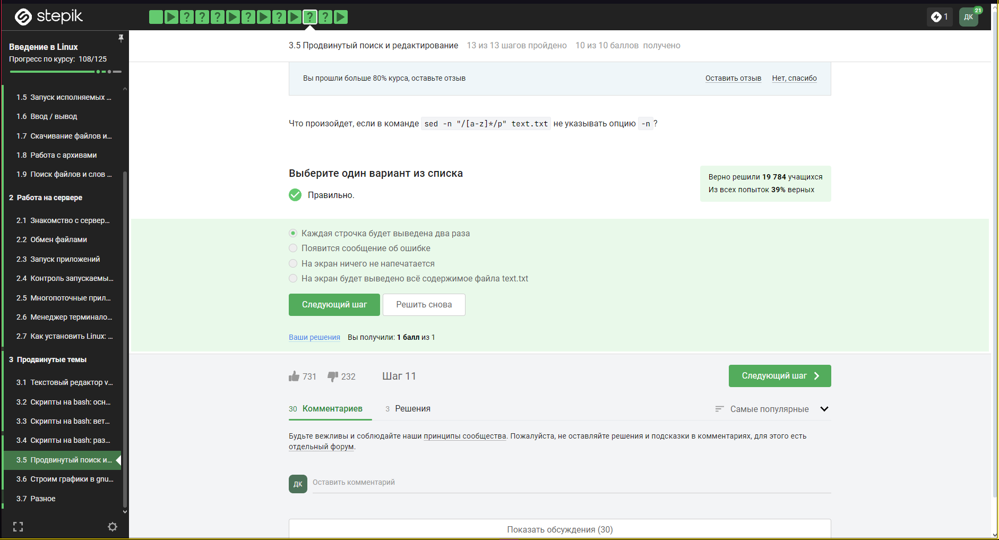 stepik
1
ДК
21
Введение в Linux
Прогресс по курсу: 108/125
1.5 Запуск исполняемых ...
1.6 Ввод / вывод
1.7 Скачивание файлов и...
1.8 Работа с архивами
1.9 Поиск файлов и слов ...
2 Работа на сервере
2.1 Знакомство с сервер...
2.2 Обмен файлами
2.3 Запуск приложений
2.4 Контроль запускаемы...
2.5 Многопоточные прил...
2.6 Менеджер терминало...
2.7 Как установить Linux: ...
3 Продвинутые темы
3.1 Текстовый редактор v...
3.2 Скрипты на bash: осн...
3.3 Скрипты на bash: вет...
3.4 Скрипты на bash: раз...
3.5 Продвинутый поиск и...
3.6 Строим графики в gnu...
3.7 Разное
3.5 Продвинутый поиск и редактирование 13 из 13 шагов пройдено 10 из 10 баллов получено
Вы прошли больше 80% курса, оставьте отзыв Оставить отзыв Нет, спасибо
Что произойдет, если в команде sed -n "/[a-z]*/p" text.txt не указывать опцию -n ?
Выберите один вариант из списка
Правильно.
Верно решили 19 784 учащихся
Из всех попыток 39% верных
Каждая строчка будет выведена два раза
Появится сообщение об ошибке
На экран ничего не напечатается
На экран будет выведено всё содержимое файла text.txt
Следующий шаг Решить снова
Ваши решения Вы получили: 1 балл из 1
731 232 Шаг 11 Следующий шаг
30 Комментариев 3 Решения Самые популярные
Будьте вежливы и соблюдайте наши принципы сообщества. Пожалуйста, не оставляйте решения и подсказки в комментариях, для этого есть
отдельный форум.
ДК Оставить комментарий
Показать обсуждения (30)